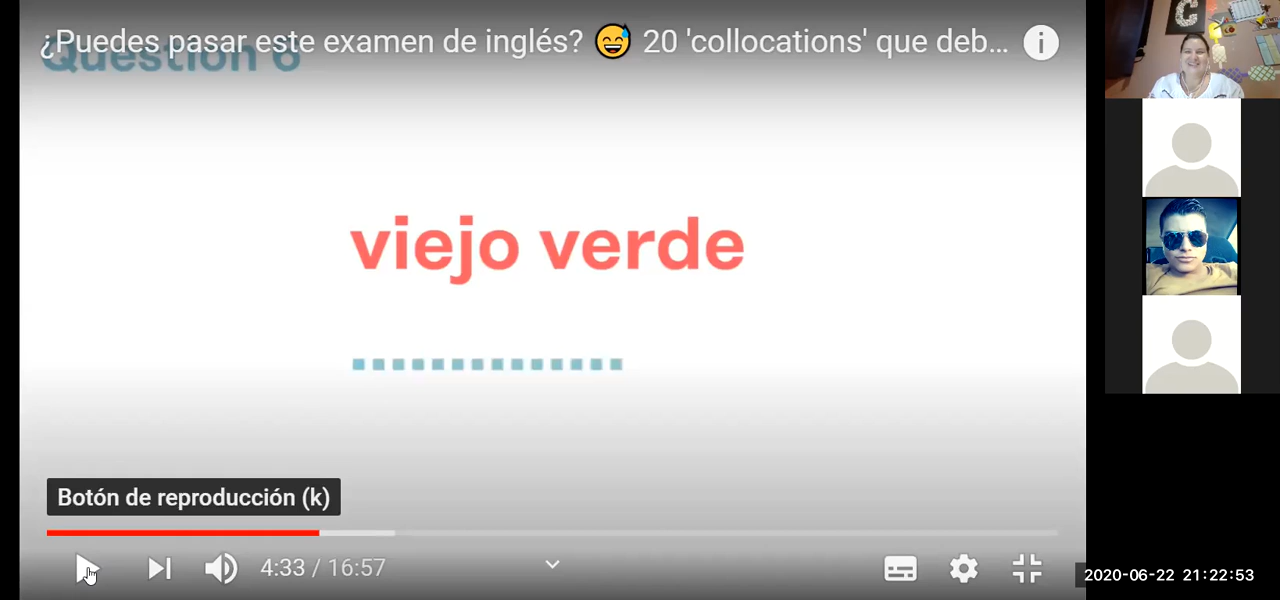 ¿Puedes pasar este examen de inglés? 😅 20 'collocations' que deb...
Question 6
viejo verde
Botón de reproducción (k)
4:33 / 16:57
C
2020-06-22 21:22:53